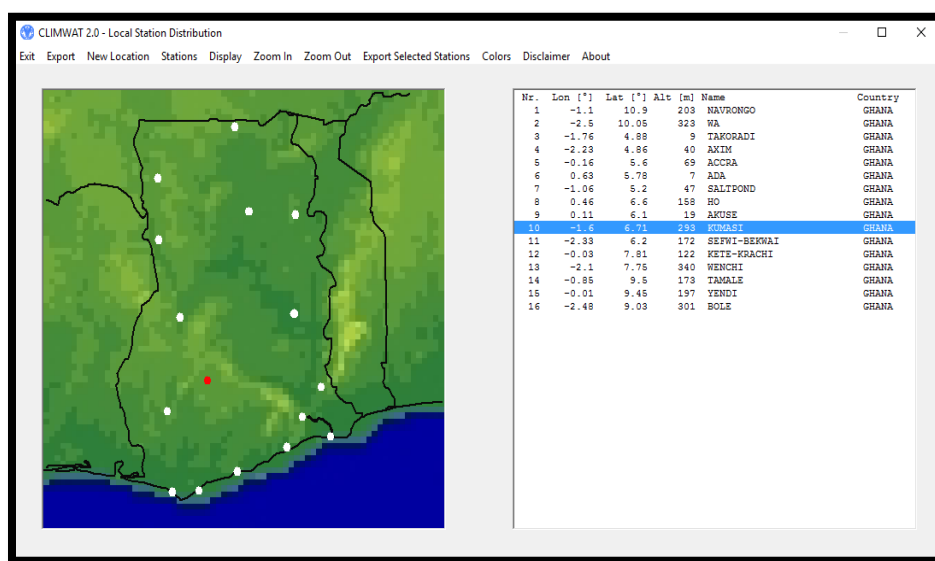 CLIMWAT 2.0 - Local Station Distribution
Exit Export New Location Stations Display Zoom In Zoom Out Export Selected Stations Colors Disclaimer About
Nr. Lon [°] Lat [°] Alt [m] Name Country
1 -1.1 10.9 203 NAVRONGO GHANA
2 -2.5 10.05 323 WA GHANA
3 -1.76 4.88 9 TAKORADI GHANA
4 -2.23 4.86 40 AXIM GHANA
5 -0.16 5.6 69 ACCRA GHANA
6 0.63 5.78 7 ADA GHANA
7 -1.06 5.2 47 SALTPOND GHANA
8 0.46 6.6 158 HO GHANA
9 0.11 6.1 19 AKUSE GHANA
10 -1.6 6.71 293 KUMASI GHANA
11 -2.33 6.2 172 SEFWI-BEKWAI GHANA
12 -0.03 7.81 122 KETE-KRACHI GHANA
13 -2.1 7.75 340 WENCHI GHANA
14 -0.85 9.5 173 TAMALE GHANA
15 -0.01 9.45 197 YENDI GHANA
16 -2.48 9.03 301 BOLE GHANA